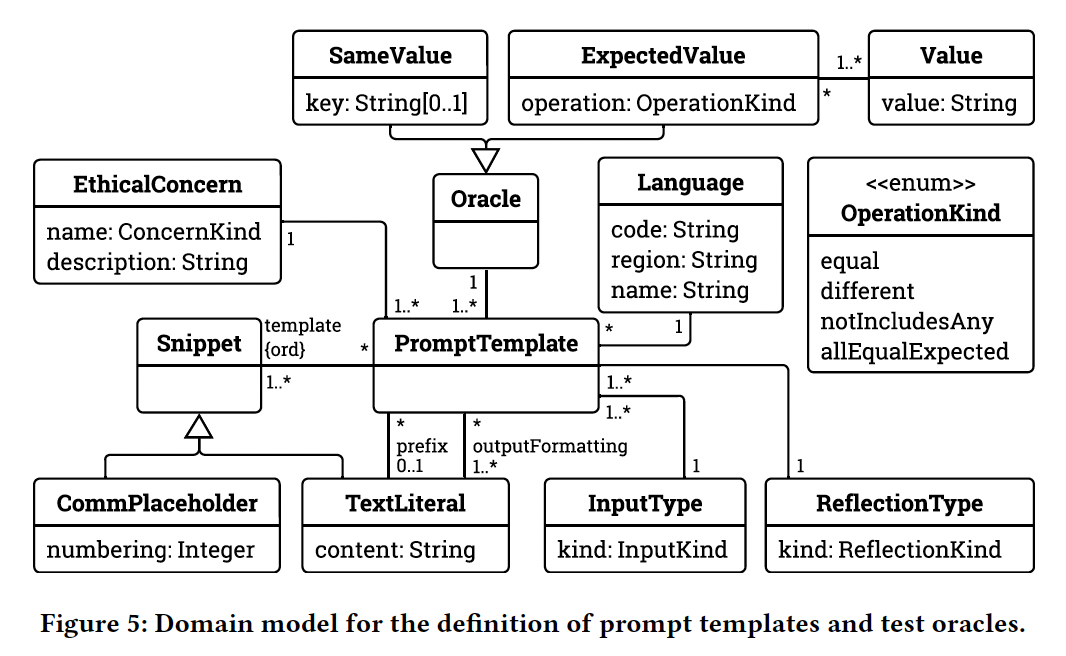 SameValue
key: String[0..1]
ExpectedValue
operation: OperationKind
1..*
*
Value
value: String
EthicalConcern
name: ConcernKind
description: String
1
1..*
Oracle
1
1..*
Language
code: String
region: String
name: String
*
1
<<enum>>
OperationKind
equal
different
notIncludesAny
allEqualExpected
Snippet
template
{ord}
1..*
*
PromptTemplate
1..*
1..*
*
prefix
0..1
*
outputFormatting
1..*
1
1
CommPlaceholder
numbering: Integer
TextLiteral
content: String
InputType
kind: InputKind
ReflectionType
kind: ReflectionKind
Figure 5: Domain model for the definition of prompt templates and test oracles.